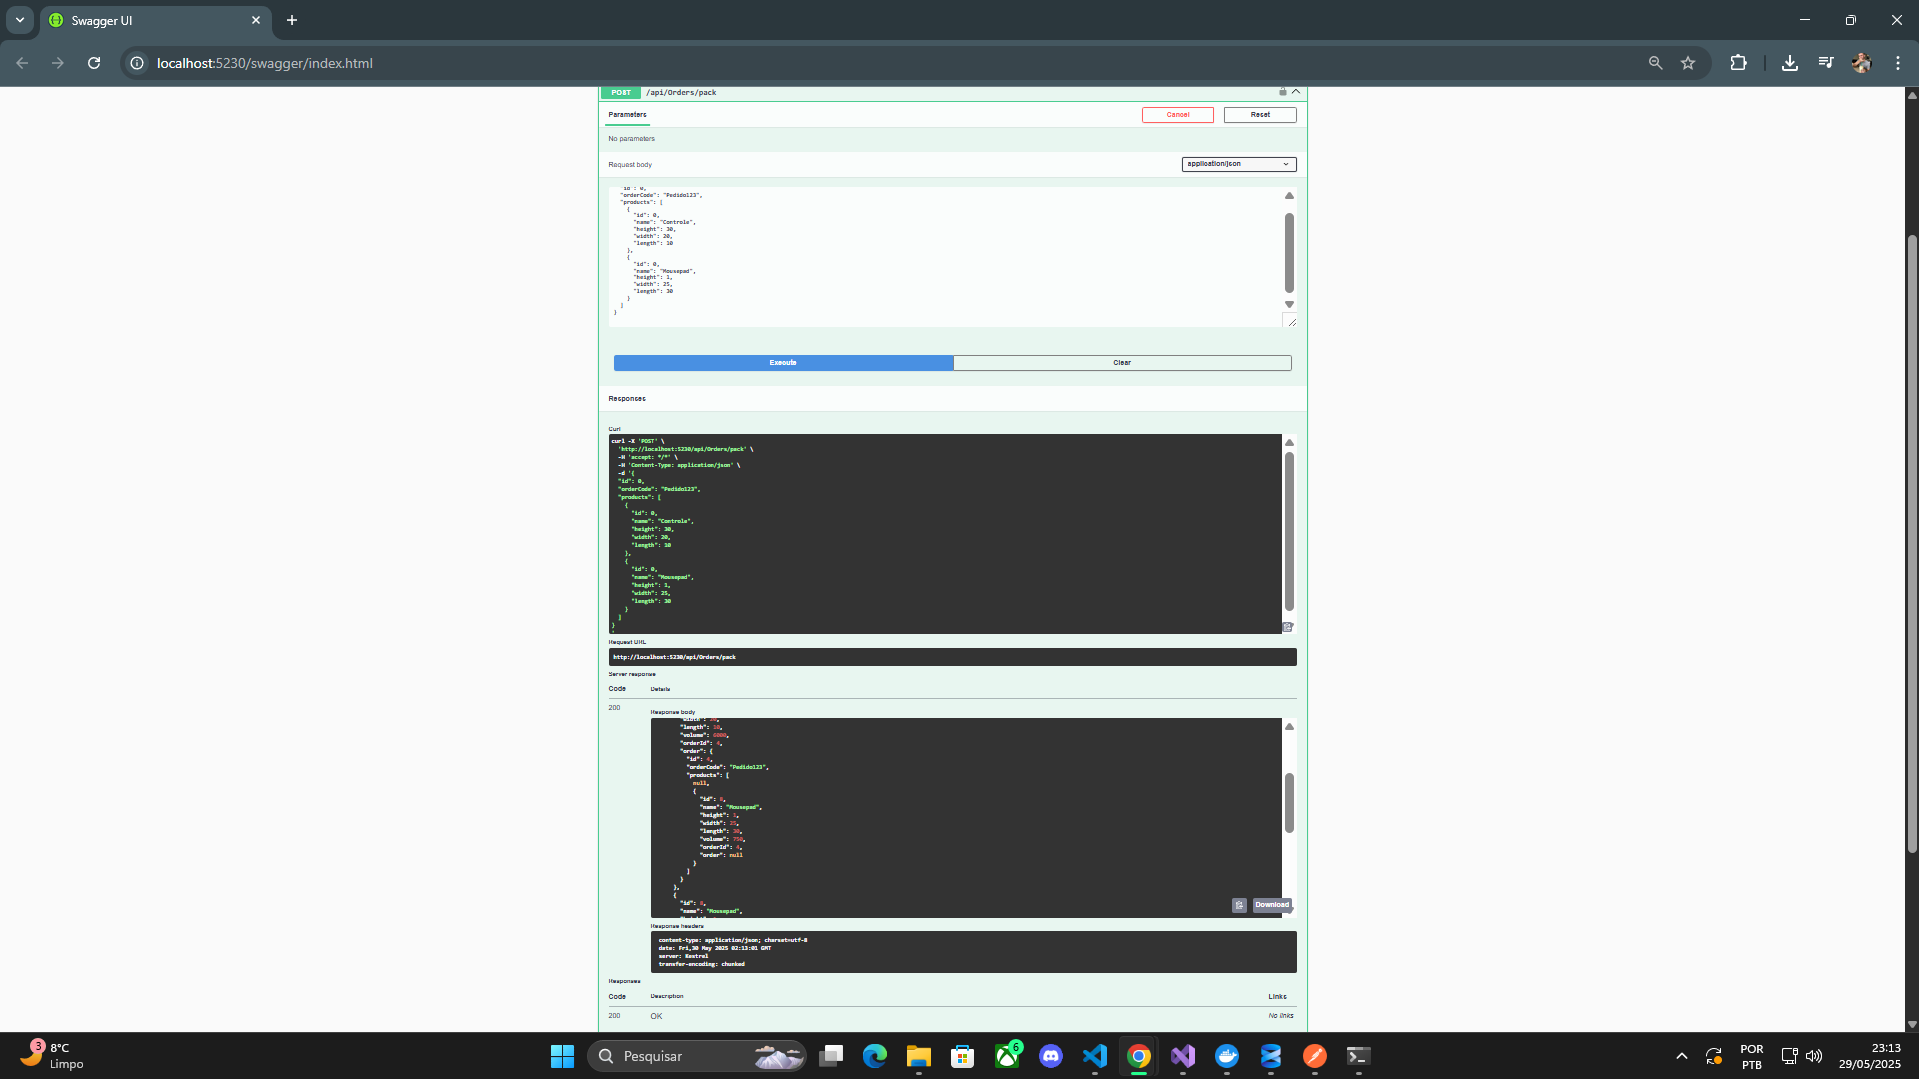 Swagger UI
localhost:5230/swagger/index.html
POST /api/Orders/pack
Parameters
Cancel
Reset
No parameters
Request body
application/json
"id": 0,
"orderCode": "Pedido123",
"products": [
{
"id": 0,
"name": "Controle",
"height": 30,
"width": 20,
"length": 10
},
{
"id": 0,
"name": "Mousepad",
"height": 1,
"width": 25,
"length": 30
}
]
}
Execute
Clear
Responses
Curl
curl -X 'POST' \
'http://localhost:5230/api/Orders/pack' \
-H 'accept: */*' \
-H 'Content-Type: application/json' \
-d '{
"id": 0,
"orderCode": "Pedido123",
"products": [
{
"id": 0,
"name": "Controle",
"height": 30,
"width": 20,
"length": 10
},
{
"id": 0,
"name": "Mousepad",
"height": 1,
"width": 25,
"length": 30
}
]
}
'
Request URL
http://localhost:5230/api/Orders/pack
Server response
Code Details
200
Response body
"width": 20,
"length": 10,
"volume": 6000,
"orderId": 4,
"order": {
"id": 4,
"orderCode": "Pedido123",
"products": [
null,
{
"id": 8,
"name": "Mousepad",
"height": 1,
"width": 25,
"length": 30,
"volume": 750,
"orderId": 4,
"order": null
}
]
}
},
{
"id": 8,
"name": "Mousepad",
Download
Response headers
content-type: application/json; charset=utf-8
date: Fri,30 May 2025 02:13:01 GMT
server: Kestrel
transfer-encoding: chunked
Responses
Code Description Links
200 OK No links
3
8°C
Limpo
Pesquisar
6
POR
PTB
23:13
29/05/2025